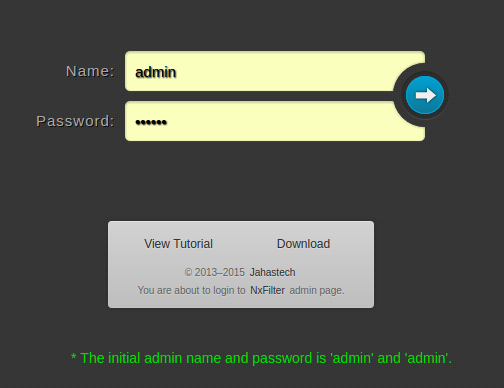 Name: admin
Password: ••••••
View Tutorial Download
© 2013–2015 Jahastech
You are about to login to NxFilter admin page.
* The initial admin name and password is 'admin' and 'admin'.